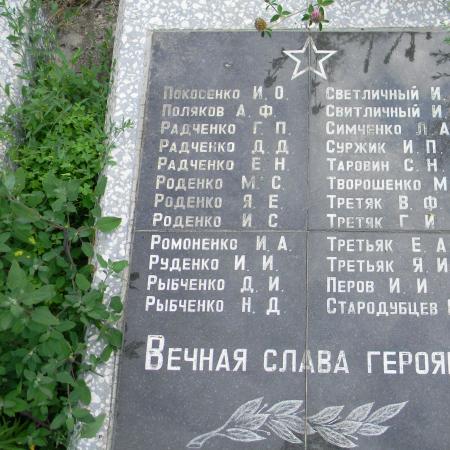 Покосенко И. О.
Поляков А. Ф.
Радченко Г. П.
Радченко Д. Д.
Радченко Е. Н.
Роденко М. С.
Роденко Я. Е.
Роденко И. С.
Ромоненко И. А.
Руденко И. И.
Рыбченко Д. И.
Рыбченко Н. Д.
Светличный И.
Свитличный И.
Симченко Л. А.
Суржик И. П.
Таровин С. Н.
Творошенко М.
Третяк В. Ф.
Третяк Г. И.
Третьяк Е. А.
Третьяк Я. И.
Перов И. И.
Стародубцев
Вечная слава героя